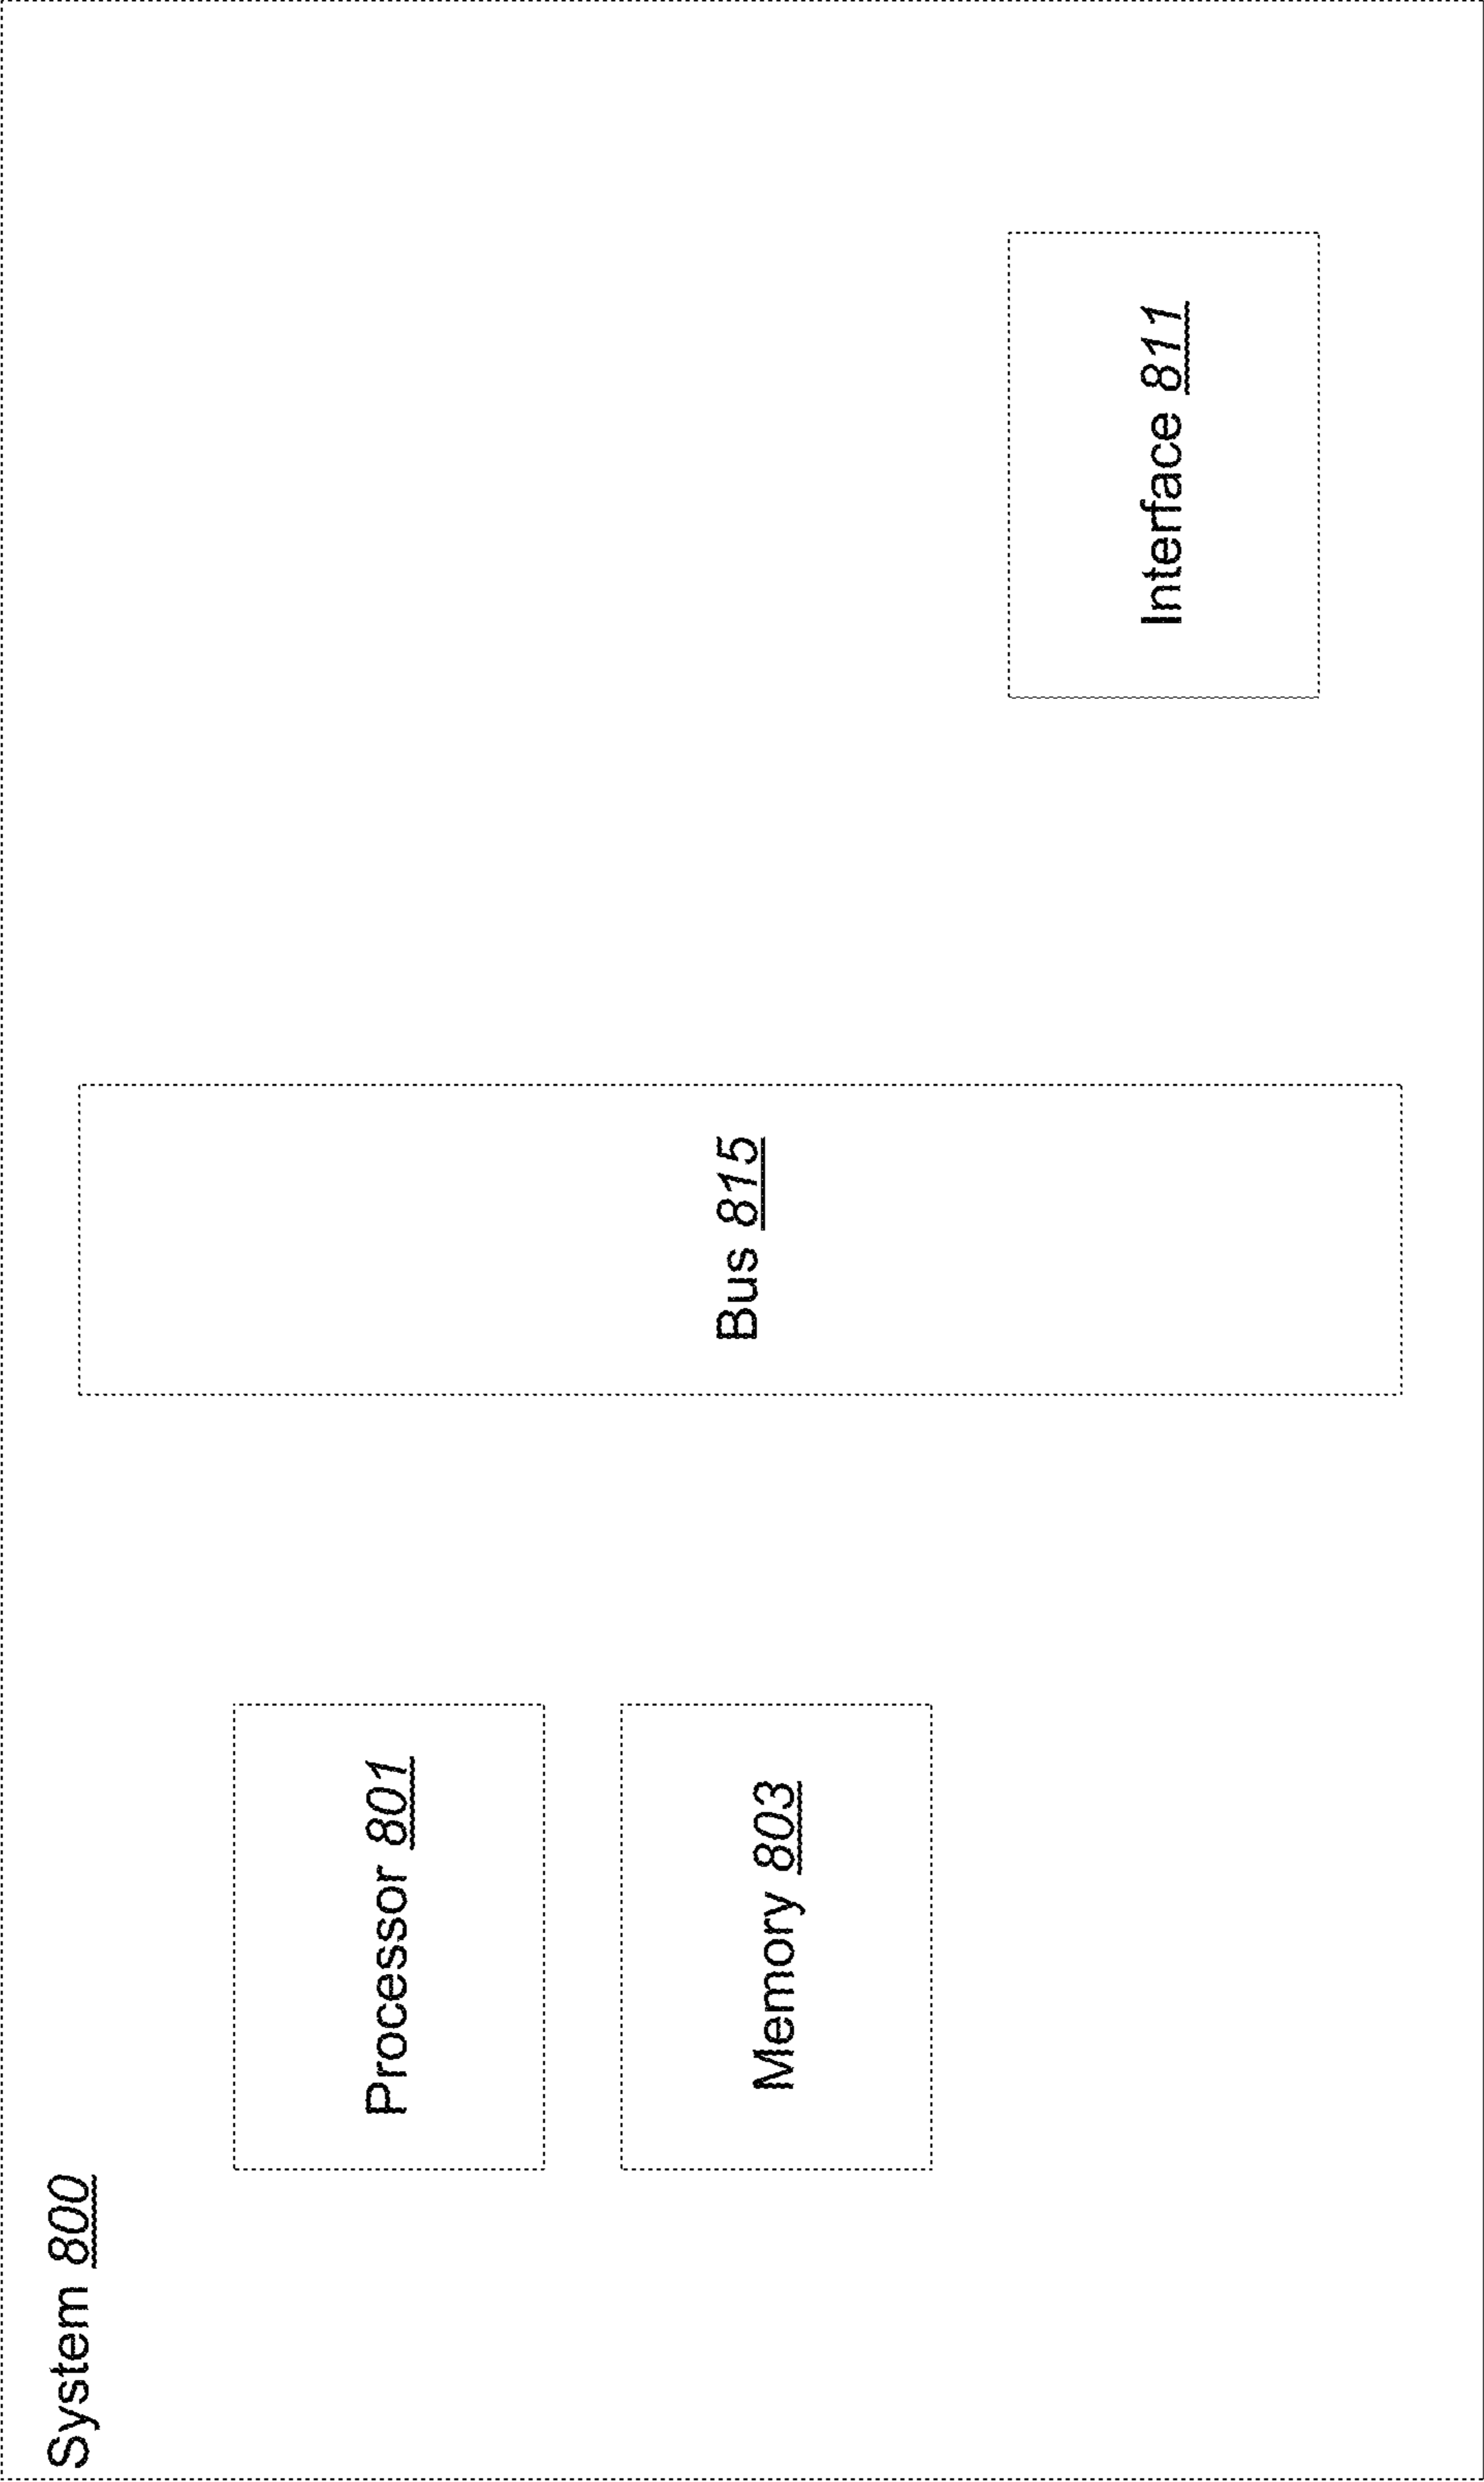 System 800
Processor 801
Memory 803
Bus 815
Interface 811